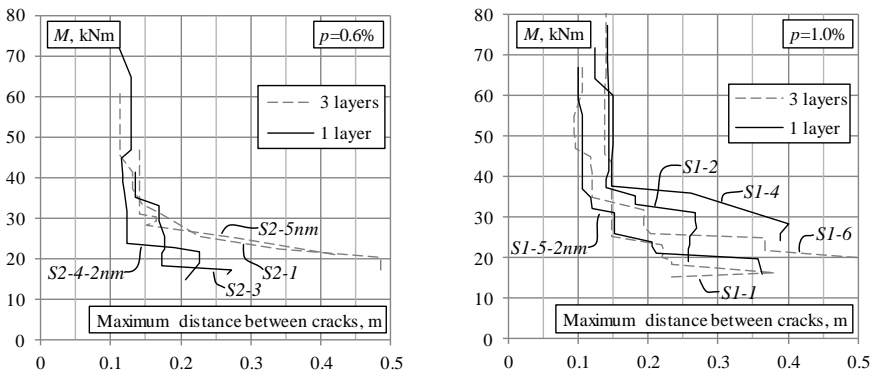 80
M, kNm
p=0.6%
70
60
3 layers
50
1 layer
40
30
S2-5nm
20
S2-4-2nm
S2-1
S2-3
10
Maximum distance between cracks, m
0
0 0.1 0.2 0.3 0.4 0.5
80
M, kNm
p=1.0%
70
60
3 layers
50
1 layer
40
S1-2
S1-4
30
S1-5-2nm
S1-6
20
S1-1
10
Maximum distance between cracks, m
0
0 0.1 0.2 0.3 0.4 0.5